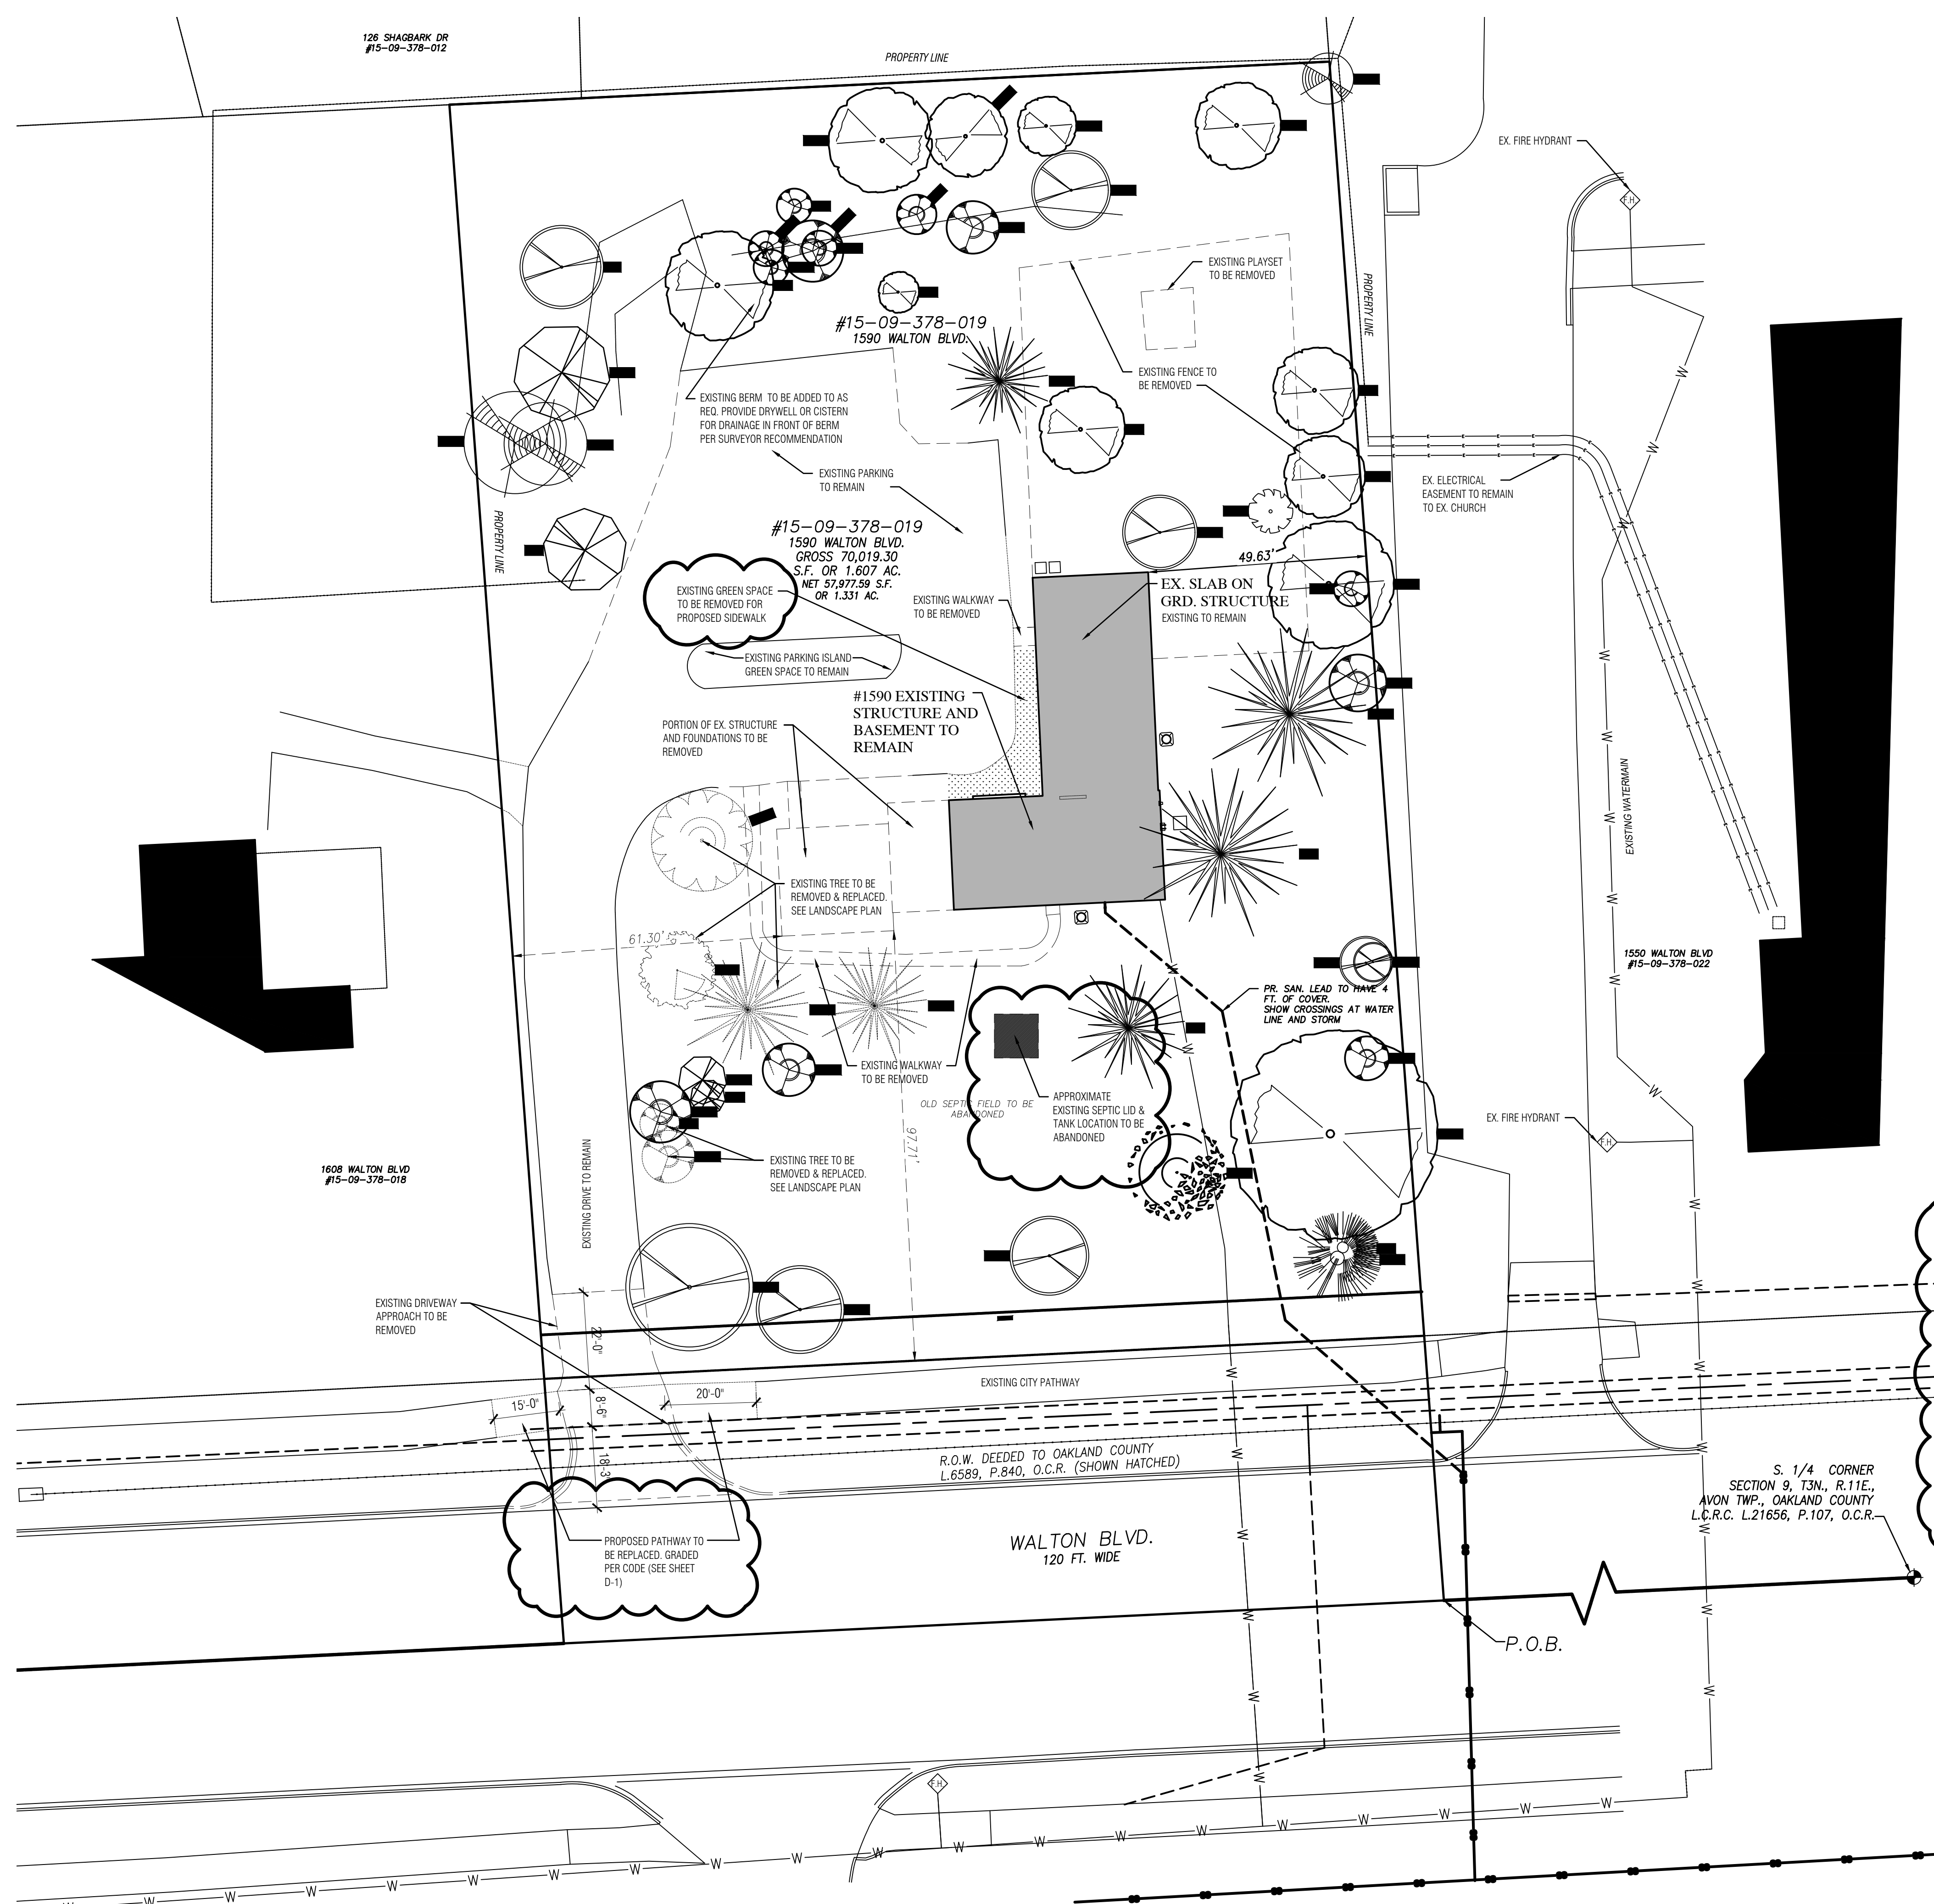 126 SHAGBARK DR
#15-09-378-012
PROPERTY LINE
EX. FIRE HYDRANT
F.H.
EXISTING PLAYSET
TO BE REMOVED
PROPERTY LINE
#15-09-378-019
1590 WALTON BLVD.
EXISTING FENCE TO
BE REMOVED
EXISTING BERM TO BE ADDED TO AS
REQ. PROVIDE DRYWELL OR CISTERN
FOR DRAINAGE IN FRONT OF BERM
PER SURVEYOR RECOMMENDATION
EXISTING PARKING
TO REMAIN
EX. ELECTRICAL
EASEMENT TO REMAIN
TO EX. CHURCH
PROPERTY LINE
#15-09-378-019
1590 WALTON BLVD.
GROSS 70,019.30
S.F. OR 1.607 AC.
NET 57,977.59 S.F.
OR 1.331 AC.
49.63'
EXISTING GREEN SPACE
TO BE REMOVED FOR
PROPOSED SIDEWALK
EXISTING WALKWAY
TO BE REMOVED
EX. SLAB ON
GRD. STRUCTURE
EXISTING TO REMAIN
EXISTING PARKING ISLAND
GREEN SPACE TO REMAIN
#1590 EXISTING
STRUCTURE AND
BASEMENT TO
REMAIN
PORTION OF EX. STRUCTURE
AND FOUNDATIONS TO BE
REMOVED
EXISTING WATERMAIN
EXISTING TREE TO BE
REMOVED & REPLACED.
SEE LANDSCAPE PLAN
61.30'
1550 WALTON BLVD
#15-09-378-022
PR. SAN. LEAD TO HAVE 4
FT. OF COVER.
SHOW CROSSINGS AT WATER
LINE AND STORM
EXISTING WALKWAY
TO BE REMOVED
OLD SEPTIC FIELD TO BE
ABANDONED
APPROXIMATE
EXISTING SEPTIC LID &
TANK LOCATION TO BE
ABANDONED
EX. FIRE HYDRANT
F.H.
97.71'
EXISTING TREE TO BE
REMOVED & REPLACED.
SEE LANDSCAPE PLAN
1608 WALTON BLVD
#15-09-378-018
EXISTING DRIVE TO REMAIN
EXISTING DRIVEWAY
APPROACH TO BE
REMOVED
22'-0"
EXISTING CITY PATHWAY
20'-0"
15'-0"
8'-6"
18'-3"
R.O.W. DEEDED TO OAKLAND COUNTY
L.6589, P.840, O.C.R. (SHOWN HATCHED)
S. 1/4 CORNER
SECTION 9, T3N., R.11E.,
AVON TWP., OAKLAND COUNTY
L.C.R.C. L.21656, P.107, O.C.R.
PROPOSED PATHWAY TO
BE REPLACED. GRADED
PER CODE (SEE SHEET
D-1)
WALTON BLVD.
120 FT. WIDE
P.O.B.
F.H.
W W W W W W W W W W W W W W W W W W W W